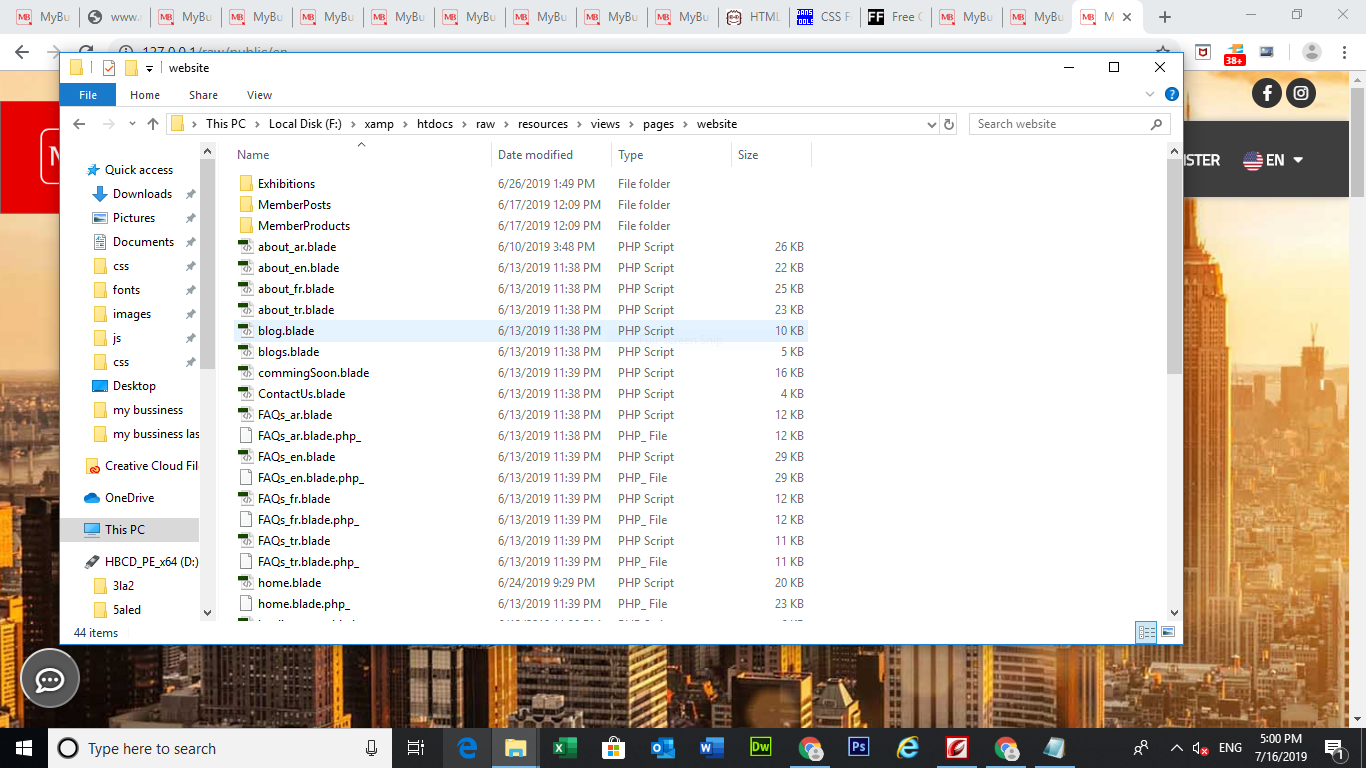 MyBu www. MyBu MyBu MyBu MyBu MyBu MyBu MyBu MyBu HTML CSS F Free C MyBu MyBu M
127.0.0.1/raw/public/en
38+
website
File Home Share View
This PC Local Disk (F:) xamp htdocs raw resources views pages website
Search website
ISTER EN
Name Date modified Type Size
Quick access
Downloads
Pictures
Documents
css
fonts
images
js
css
Desktop
my bussiness
my bussiness las
Creative Cloud Fil
OneDrive
This PC
HBCD_PE_x64 (D:)
3la2
5aled
Exhibitions 6/26/2019 1:49 PM File folder
MemberPosts 6/17/2019 12:09 PM File folder
MemberProducts 6/17/2019 12:09 PM File folder
about_ar.blade 6/10/2019 3:48 PM PHP Script 26 KB
about_en.blade 6/13/2019 11:38 PM PHP Script 22 KB
about_fr.blade 6/13/2019 11:38 PM PHP Script 25 KB
about_tr.blade 6/13/2019 11:38 PM PHP Script 23 KB
blog.blade 6/13/2019 11:38 PM PHP Script 10 KB
blogs.blade 6/13/2019 11:38 PM PHP Script 5 KB
commingSoon.blade 6/13/2019 11:39 PM PHP Script 16 KB
ContactUs.blade 6/13/2019 11:38 PM PHP Script 4 KB
FAQs_ar.blade 6/13/2019 11:38 PM PHP Script 12 KB
FAQs_ar.blade.php_ 6/13/2019 11:38 PM PHP_ File 12 KB
FAQs_en.blade 6/13/2019 11:39 PM PHP Script 29 KB
FAQs_en.blade.php_ 6/13/2019 11:39 PM PHP_ File 29 KB
FAQs_fr.blade 6/13/2019 11:39 PM PHP Script 12 KB
FAQs_fr.blade.php_ 6/13/2019 11:39 PM PHP_ File 12 KB
FAQs_tr.blade 6/13/2019 11:39 PM PHP Script 11 KB
FAQs_tr.blade.php_ 6/13/2019 11:39 PM PHP_ File 11 KB
home.blade 6/24/2019 9:29 PM PHP Script 20 KB
home.blade.php_ 6/13/2019 11:39 PM PHP_ File 23 KB
44 items
Type here to search
ENG
5:00 PM
7/16/2019
1